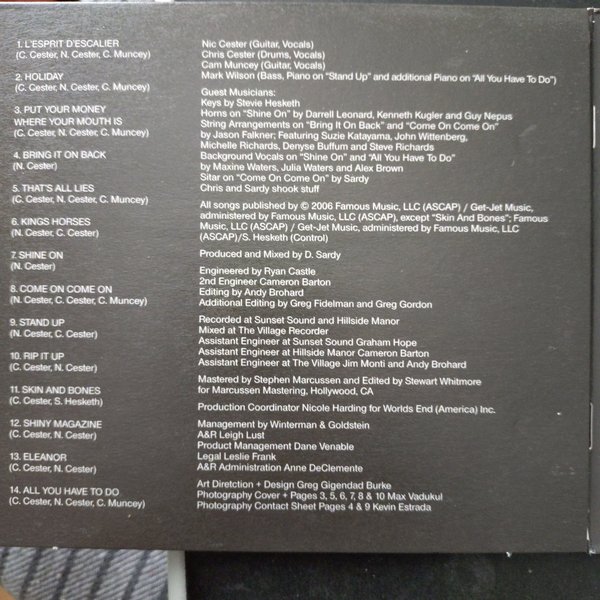 1. L'ESPRIT D'ESCALIER
(C. Cester, N. Cester, C. Muncey)
2. HOLIDAY
(C. Cester, N. Cester, C. Muncey)
3. PUT YOUR MONEY
WHERE YOUR MOUTH IS
(C. Cester, N. Cester, C. Muncey)
4. BRING IT ON BACK
(N. Cester)
5. THAT'S ALL LIES
(C. Cester, N. Cester, C. Muncey)
6. KINGS HORSES
(N. Cester, C. Cester)
7. SHINE ON
(N. Cester)
8. COME ON COME ON
(N. Cester, C. Cester, C. Muncey)
9. STAND UP
(N. Cester, C. Cester)
10. RIP IT UP
(N. Cester, C. Cester)
11. SKIN AND BONES
(N. Cester, S. Hesketh)
12. SHINY MAGAZINE
(C. Cester, N. Cester)
13. ELEANOR
(C. Cester, N. Cester)
14. ALL YOU HAVE TO DO
(C. Cester, N. Cester, C. Muncey)
Nic Cester (Guitar, Vocals)
Chris Cester (Drums, Vocals)
Cam Muncey (Guitar, Vocals)
Mark Wilson (Bass, Piano on "Stand Up" and additional Piano on "All You Have To Do")
Guest Musicians:
Keys by Stevie Hesketh
Horns on "Shine On" by Darrell Leonard, Kenneth Kugler and Guy Nepus
String Arrangements on "Bring It On Back" and "Come On Come On"
by Jason Falkner; Featuring Suzie Katayama, John Wittenberg,
Michelle Richards, Denyse Buffum and Steve Richards
Background Vocals on "Shine On" and "All You Have To Do"
by Maxine Waters, Julia Waters and Alex Brown
Sitar on "Come On Come On" by Sardy
Chris and Sardy shook stuff
All songs published by © 2006 Famous Music, LLC (ASCAP) / Get-Jet Music,
administered by Famous Music, LLC (ASCAP), except "Skin And Bones"; Famous
Music, LLC (ASCAP) / Get-Jet Music, administered by Famous Music, LLC
(ASCAP)/S. Hesketh (Control)
Produced and Mixed by D. Sardy
Engineered by Ryan Castle
2nd Engineer Cameron Barton
Editing by Andy Brohard
Additional Editing by Greg Fidelman and Greg Gordon
Recorded at Sunset Sound and Hillside Manor
Mixed at The Village Recorder
Assistant Engineer at Sunset Sound Graham Hope
Assistant Engineer at Hillside Manor Cameron Barton
Assistant Engineer at The Village Jim Monti and Andy Brohard
Mastered by Stephen Marcussen and Edited by Stewart Whitmore
for Marcussen Mastering, Hollywood, CA
Production Coordinator Nicole Harding for Worlds End (America) Inc.
Management by Winterman & Goldstein
A&R Leigh Lust
Product Management Dane Venable
Legal Leslie Frank
A&R Administration Anne DeClemente
Art Diretction + Design Greg Gigendad Burke
Photography Cover + Pages 3, 5, 6, 7, 8 & 10 Max Vadukul
Photography Contact Sheet Pages 4 & 9 Kevin Estrada